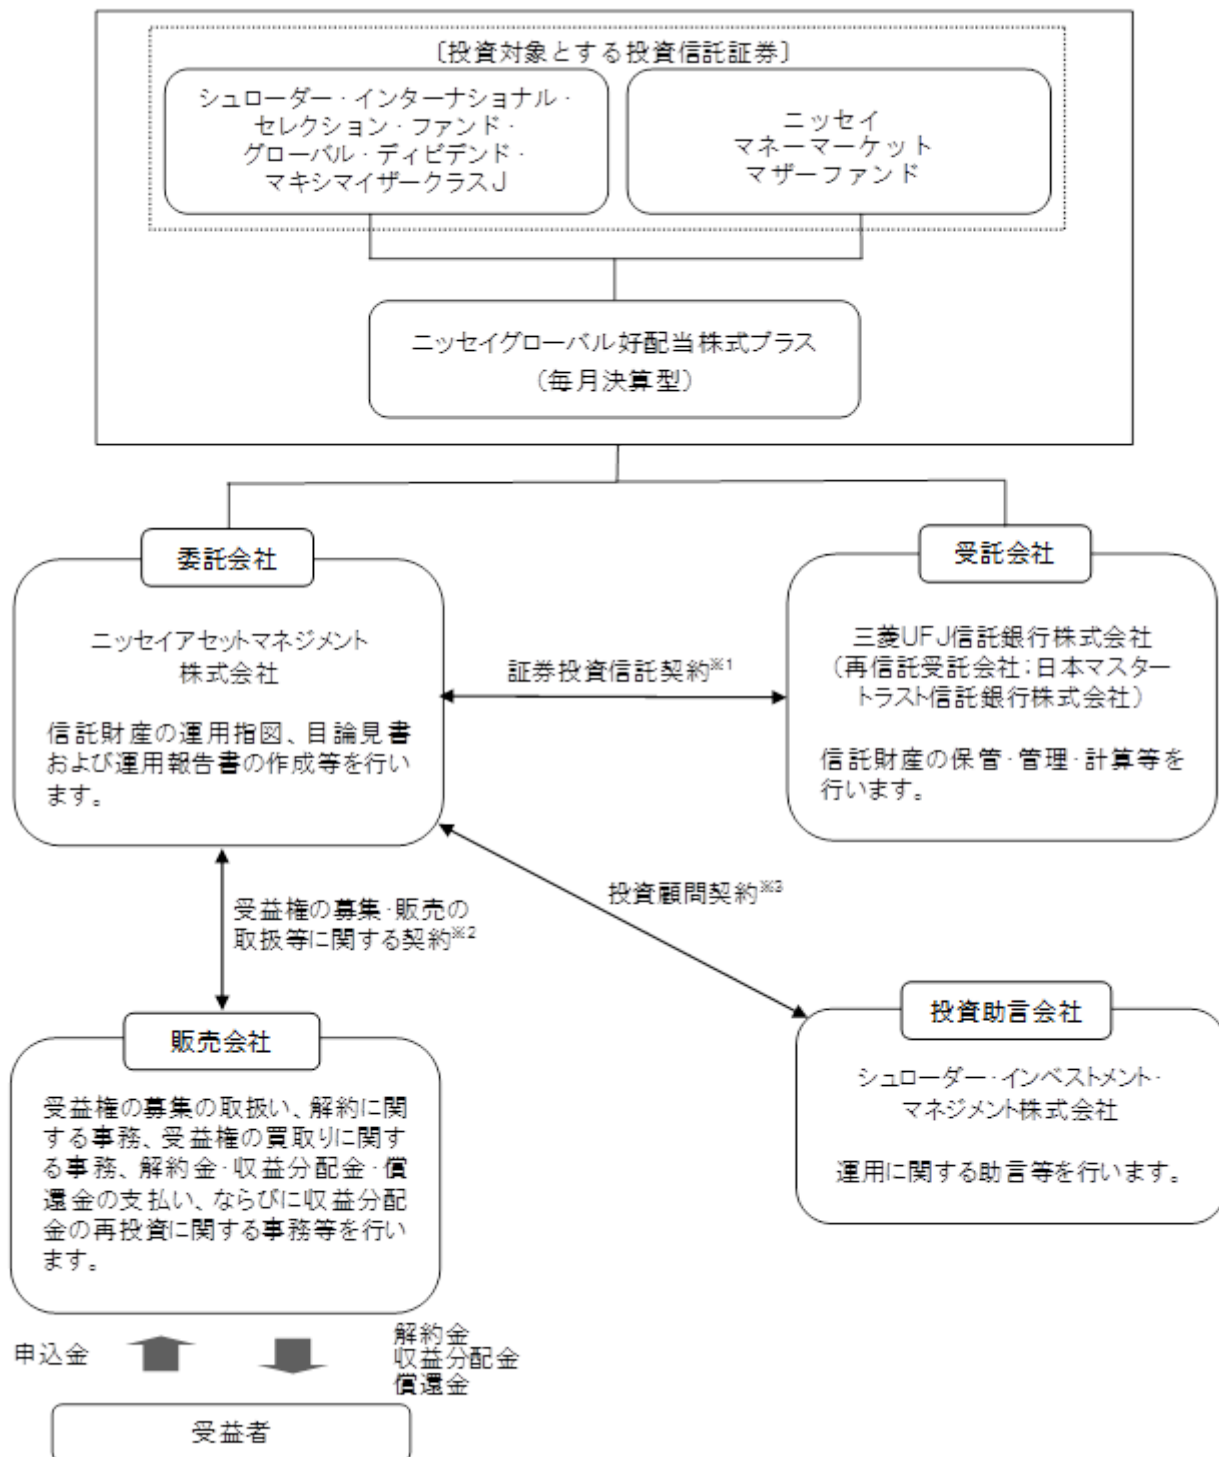 〔投資対象とする投資信託証券〕
シュローダー・インターナショナル・
セレクション・ファンド・
グローバル・ディビデンド・
マキシマイザークラスJ
ニッセイ
マネーマーケット
マザーファンド
ニッセイグローバル好配当株式プラス
（毎月決算型）
委託会社
ニッセイアセットマネジメント
株式会社
信託財産の運用指図、目論見書
および運用報告書の作成等を行い
ます。
証券投資信託契約※1
受託会社
三菱UFJ信託銀行株式会社
（再信託受託会社：日本マスター
トラスト信託銀行株式会社）
信託財産の保管・管理・計算等を
行います。
受益権の募集・販売の
取扱等に関する契約※2
投資顧問契約※3
販売会社
受益権の募集の取扱い、解約に関
する事務、受益権の買取りに関す
る事務、解約金・収益分配金・償
還金の支払い、ならびに収益分配
金の再投資に関する事務等を行い
ます。
投資助言会社
シュローダー・インベストメント・
マネジメント株式会社
運用に関する助言等を行います。
申込金
解約金
収益分配金
償還金
受益者